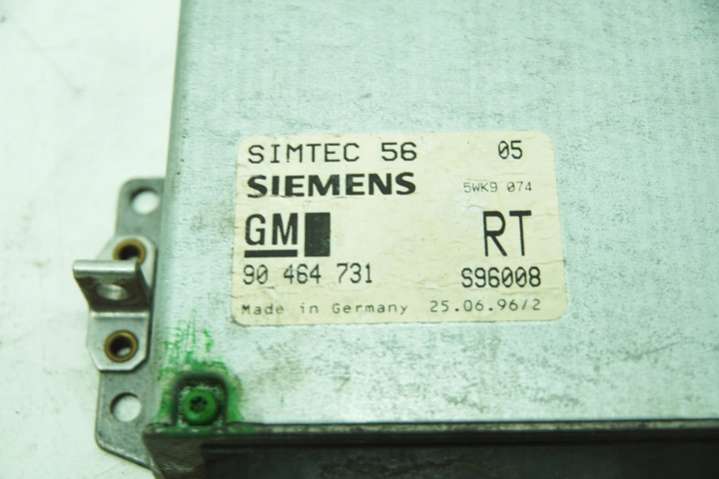 SIMTEC 56 05
SIEMENS 5WK9 074
GM RT
90 464 731 S96008
Made in Germany 25.06.96/2